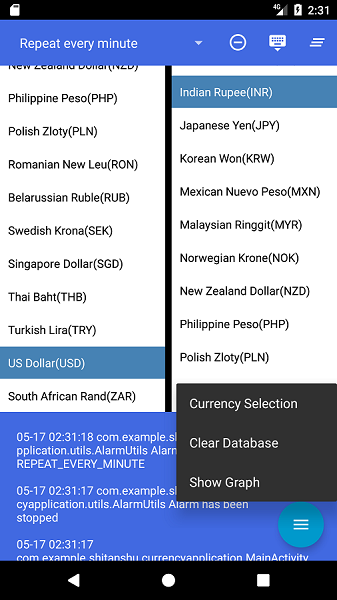 4G 2:31
Repeat every minute
New Zealand Dollar(NZD)
Philippine Peso(PHP)
Polish Zloty(PLN)
Romanian New Leu(RON)
Belarussian Ruble(RUB)
Swedish Krona(SEK)
Singapore Dollar(SGD)
Thai Baht(THB)
Turkish Lira(TRY)
US Dollar(USD)
South African Rand(ZAR)
Indian Rupee(INR)
Japanese Yen(JPY)
Korean Won(KRW)
Mexican Nuevo Peso(MXN)
Malaysian Ringgit(MYR)
Norwegian Krone(NOK)
New Zealand Dollar(NZD)
Philippine Peso(PHP)
Polish Zloty(PLN)
Currency Selection
Clear Database
Show Graph
05-17 02:31:18 com.example.shi
pplication.utils.AlarmUtils Alarm
REPEAT_EVERY_MINUTE
05-17 02:31:17 com.example.shi
cyapplication.utils.AlarmUtils Alarm has been
stopped
05-17 02:31:17
com.example.shitanshu.currencyapplication.MainActivity